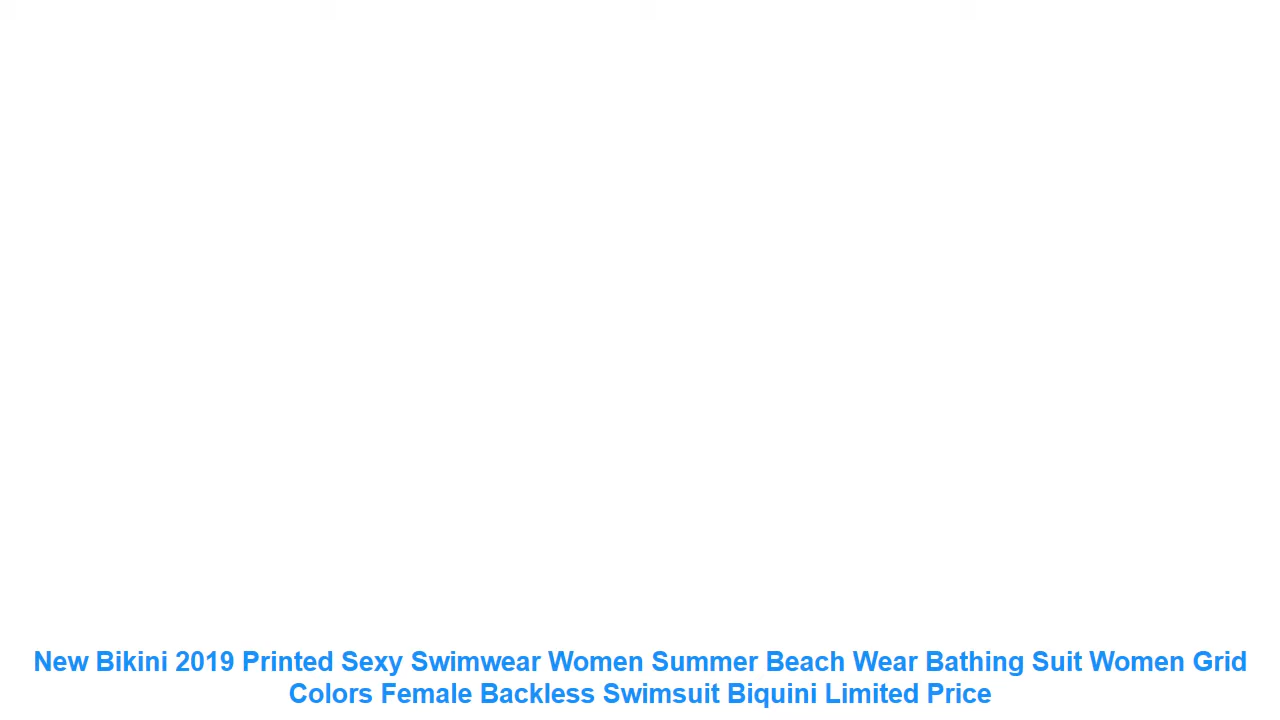 New Bikini 2019 Printed Sexy Swimwear Women Summer Beach Wear Bathing Suit Women Grid
Colors Female Backless Swimsuit Biquini Limited Price